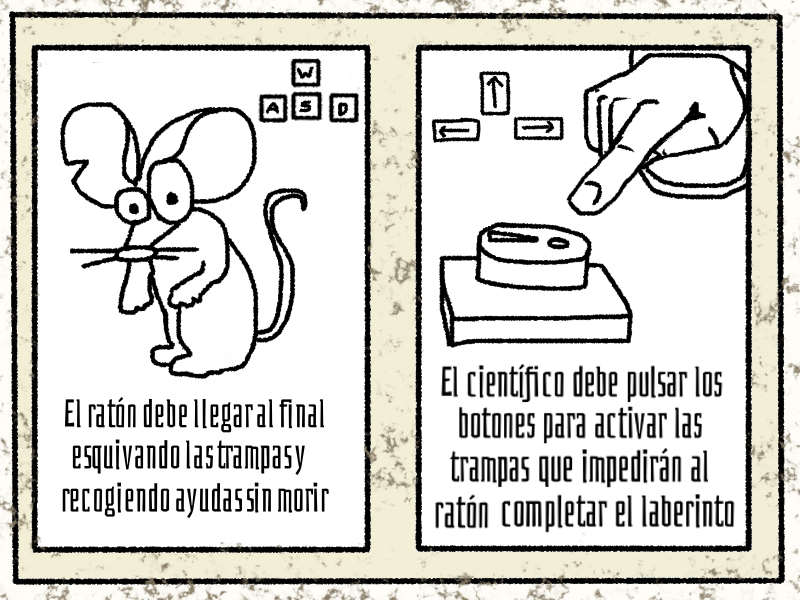 W
A S D
El ratón debe llegar al final
esquivando las trampas y
recogiendo ayudas sin morir
El científico debe pulsar los
botones para activar las
trampas que impedirán al
ratón completar el laberinto